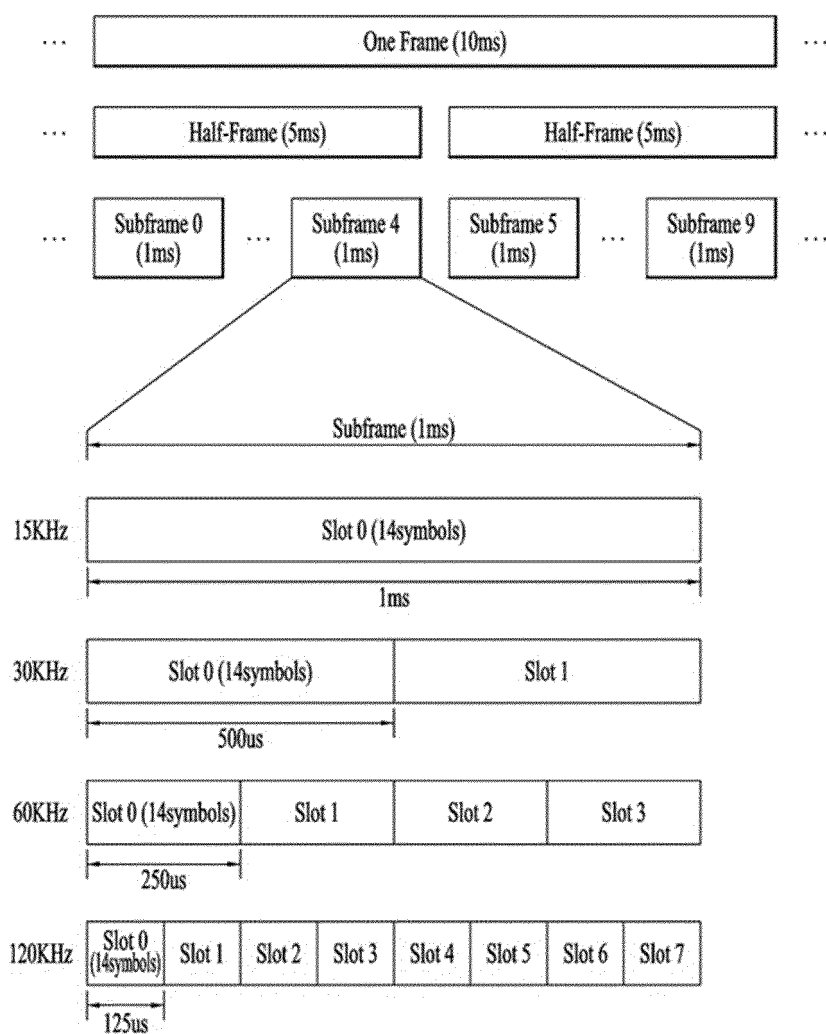 ... One Frame (10ms) ...
... Half-Frame (5ms) Half-Frame (5ms) ...
... Subframe 0 ... Subframe 4 Subframe 5 ... Subframe 9 ...
(1ms) (1ms) (1ms) (1ms)
Subframe (1ms)
15KHz Slot 0 (14symbols)
1ms
30KHz Slot 0 (14symbols) Slot 1
500us
60KHz Slot 0 (14symbols) Slot 1 Slot 2 Slot 3
250us
120KHz Slot 0 (14symbols) Slot 1 Slot 2 Slot 3 Slot 4 Slot 5 Slot 6 Slot 7
125us